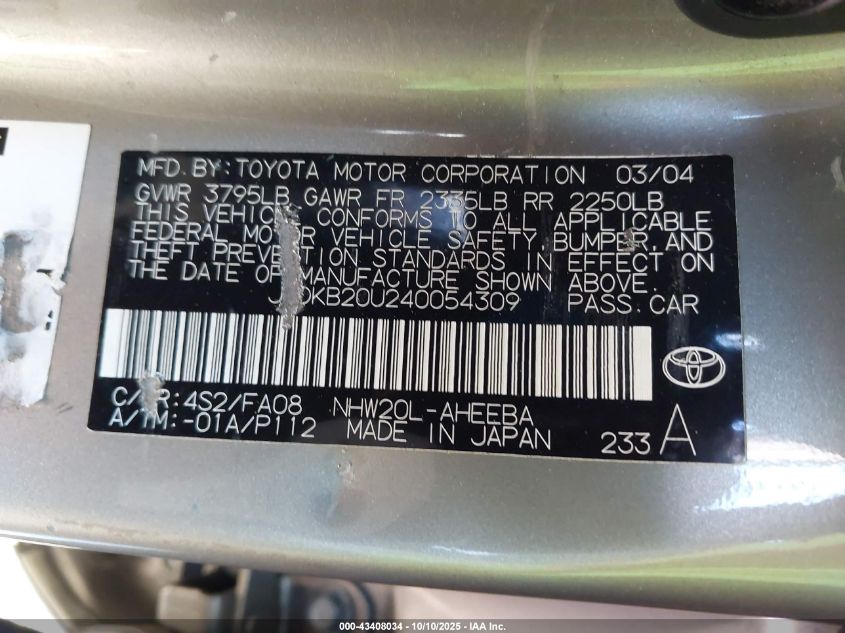 MFD. BY: TOYOTA MOTOR CORPORATION 03/04
GVWR 3795LB GAWR FR 2335LB RR 2250LB
THIS VEHICLE CONFORMS TO ALL APPLICABLE
FEDERAL MOTOR VEHICLE SAFETY, BUMPER, AND
THEFT PREVENTION STANDARDS IN EFFECT ON
THE DATE OF MANUFACTURE SHOWN ABOVE.
PASS. CAR
C/TR: 4S2/FA08 NHW20L-AHEEBA
A/TM: -01A/P112 MADE IN JAPAN 233 A
000-43408034 - 10/10/2025 - IAA Inc.